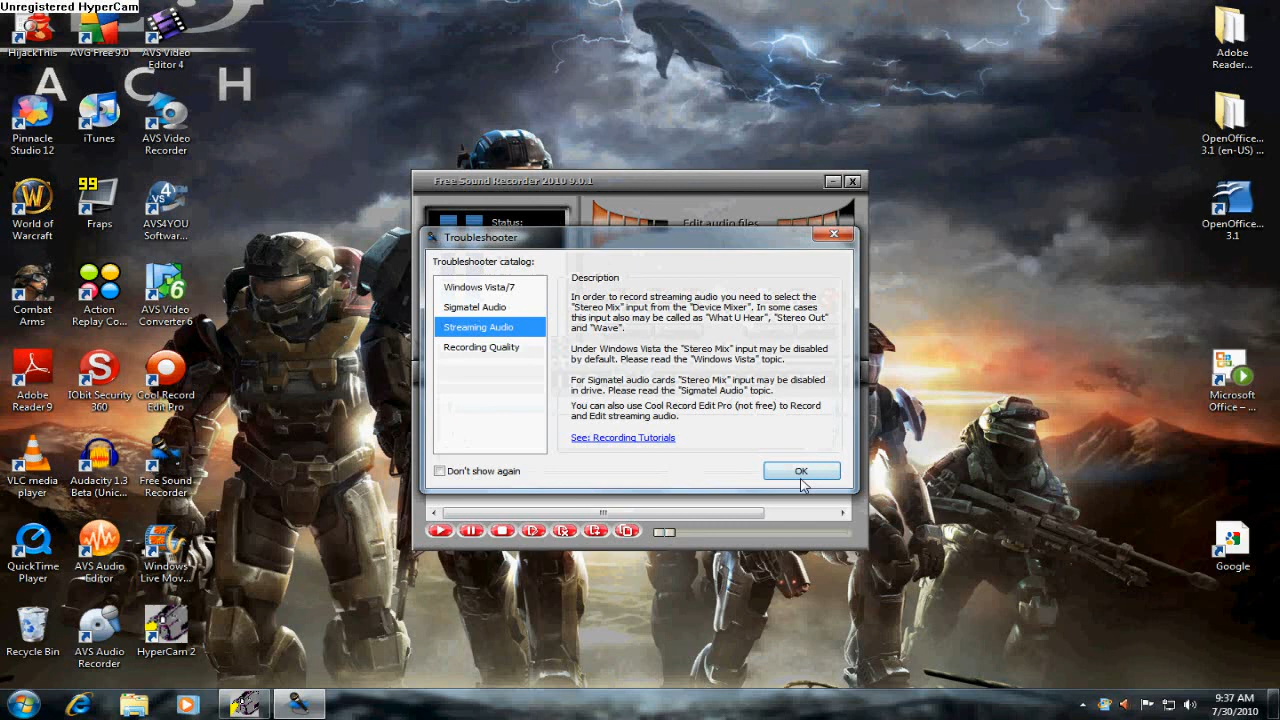 Unregistered HyperCam
HijackThis
AVG Free 9.0
AVS Video
Editor 4
A C H
Pinnacle
Studio 12
iTunes
AVS Video
Recorder
World of
Warcraft
99
Fraps
VS 4
AVS4YOU
Softwar...
Combat
Arms
Action
Replay Co...
6
AVS Video
Converter 6
Adobe
Reader 9
S
IObit Security
360
Cool Record
Edit Pro
VLC media
player
Audacity 1.3
Beta (Unic...
Free Sound
Recorder
QuickTime
Player
AVS Audio
Editor
Windows
Live Mov...
Recycle Bin
AVS Audio
Recorder
HyperCam 2
Free Sound Recorder 2010 9.0.1
Status:
Edit audio files
Troubleshooter
Troubleshooter catalog:
Windows Vista/7
Sigmatel Audio
Streaming Audio
Recording Quality
Description
In order to record streaming audio you need to select the
"Stereo Mix" input from the "Device Mixer". In some cases
this input also may be called as "What U Hear", "Stereo Out"
and "Wave".
Under Windows Vista the "Stereo Mix" input may be disabled
by default. Please read the "Windows Vista" topic.
For Sigmatel audio cards "Stereo Mix" input may be disabled
in drive. Please read the "Sigmatel Audio" topic.
You can also use Cool Record Edit Pro (not free) to Record
and Edit streaming audio.
See: Recording Tutorials
Don't show again
OK
Adobe
Reader...
OpenOffice...
3.1 (en-US) ...
OpenOffice...
3.1
Microsoft
Office – ...
Google
9:37 AM
7/30/2010